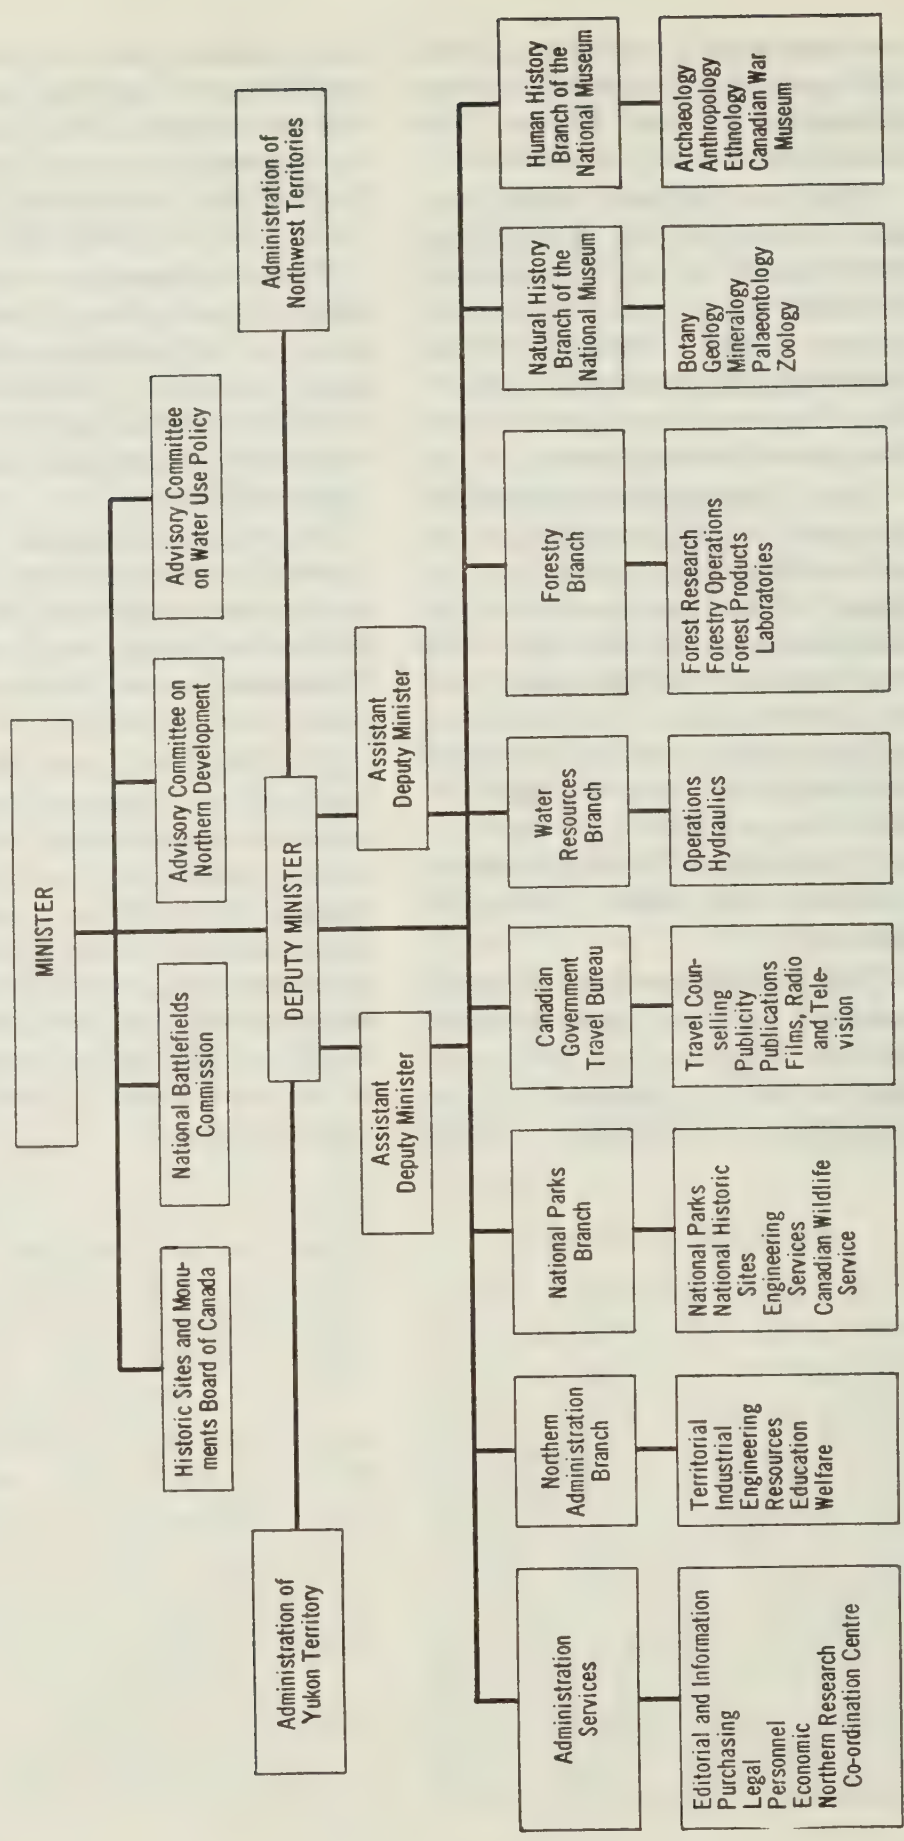 MINISTER
Historic Sites and Monu-
ments Board of Canada
National Battlefields
Commission
Advisory Committee on
Northern Development
Advisory Committee
on Water Use Policy
Administration of
Yukon Territory
DEPUTY MINISTER
Administration of
Northwest Territories
Assistant
Deputy Minister
Assistant
Deputy Minister
Administration
Services
Northern
Administration
Branch
National Parks
Branch
Canadian
Government
Travel Bureau
Water
Resources
Branch
Forestry
Branch
Natural History
Branch of the
National Museum
Human History
Branch of the
National Museum
Editorial and Information
Purchasing
Legal
Personnel
Economic
Northern Research
Co-ordination Centre
Territorial
Industrial
Engineering
Resources
Education
Welfare
National Parks
National Historic
Sites
Engineering
Services
Canadian Wildlife
Service
Travel Coun-
selling
Publicity
Publications
Films, Radio
and Tele-
vision
Operations
Hydraulics
Forest Research
Forestry Operations
Forest Products
Laboratories
Botany
Geology
Mineralogy
Palaeontology
Zoology
Archaeology
Anthropology
Ethnology
Canadian War
Museum